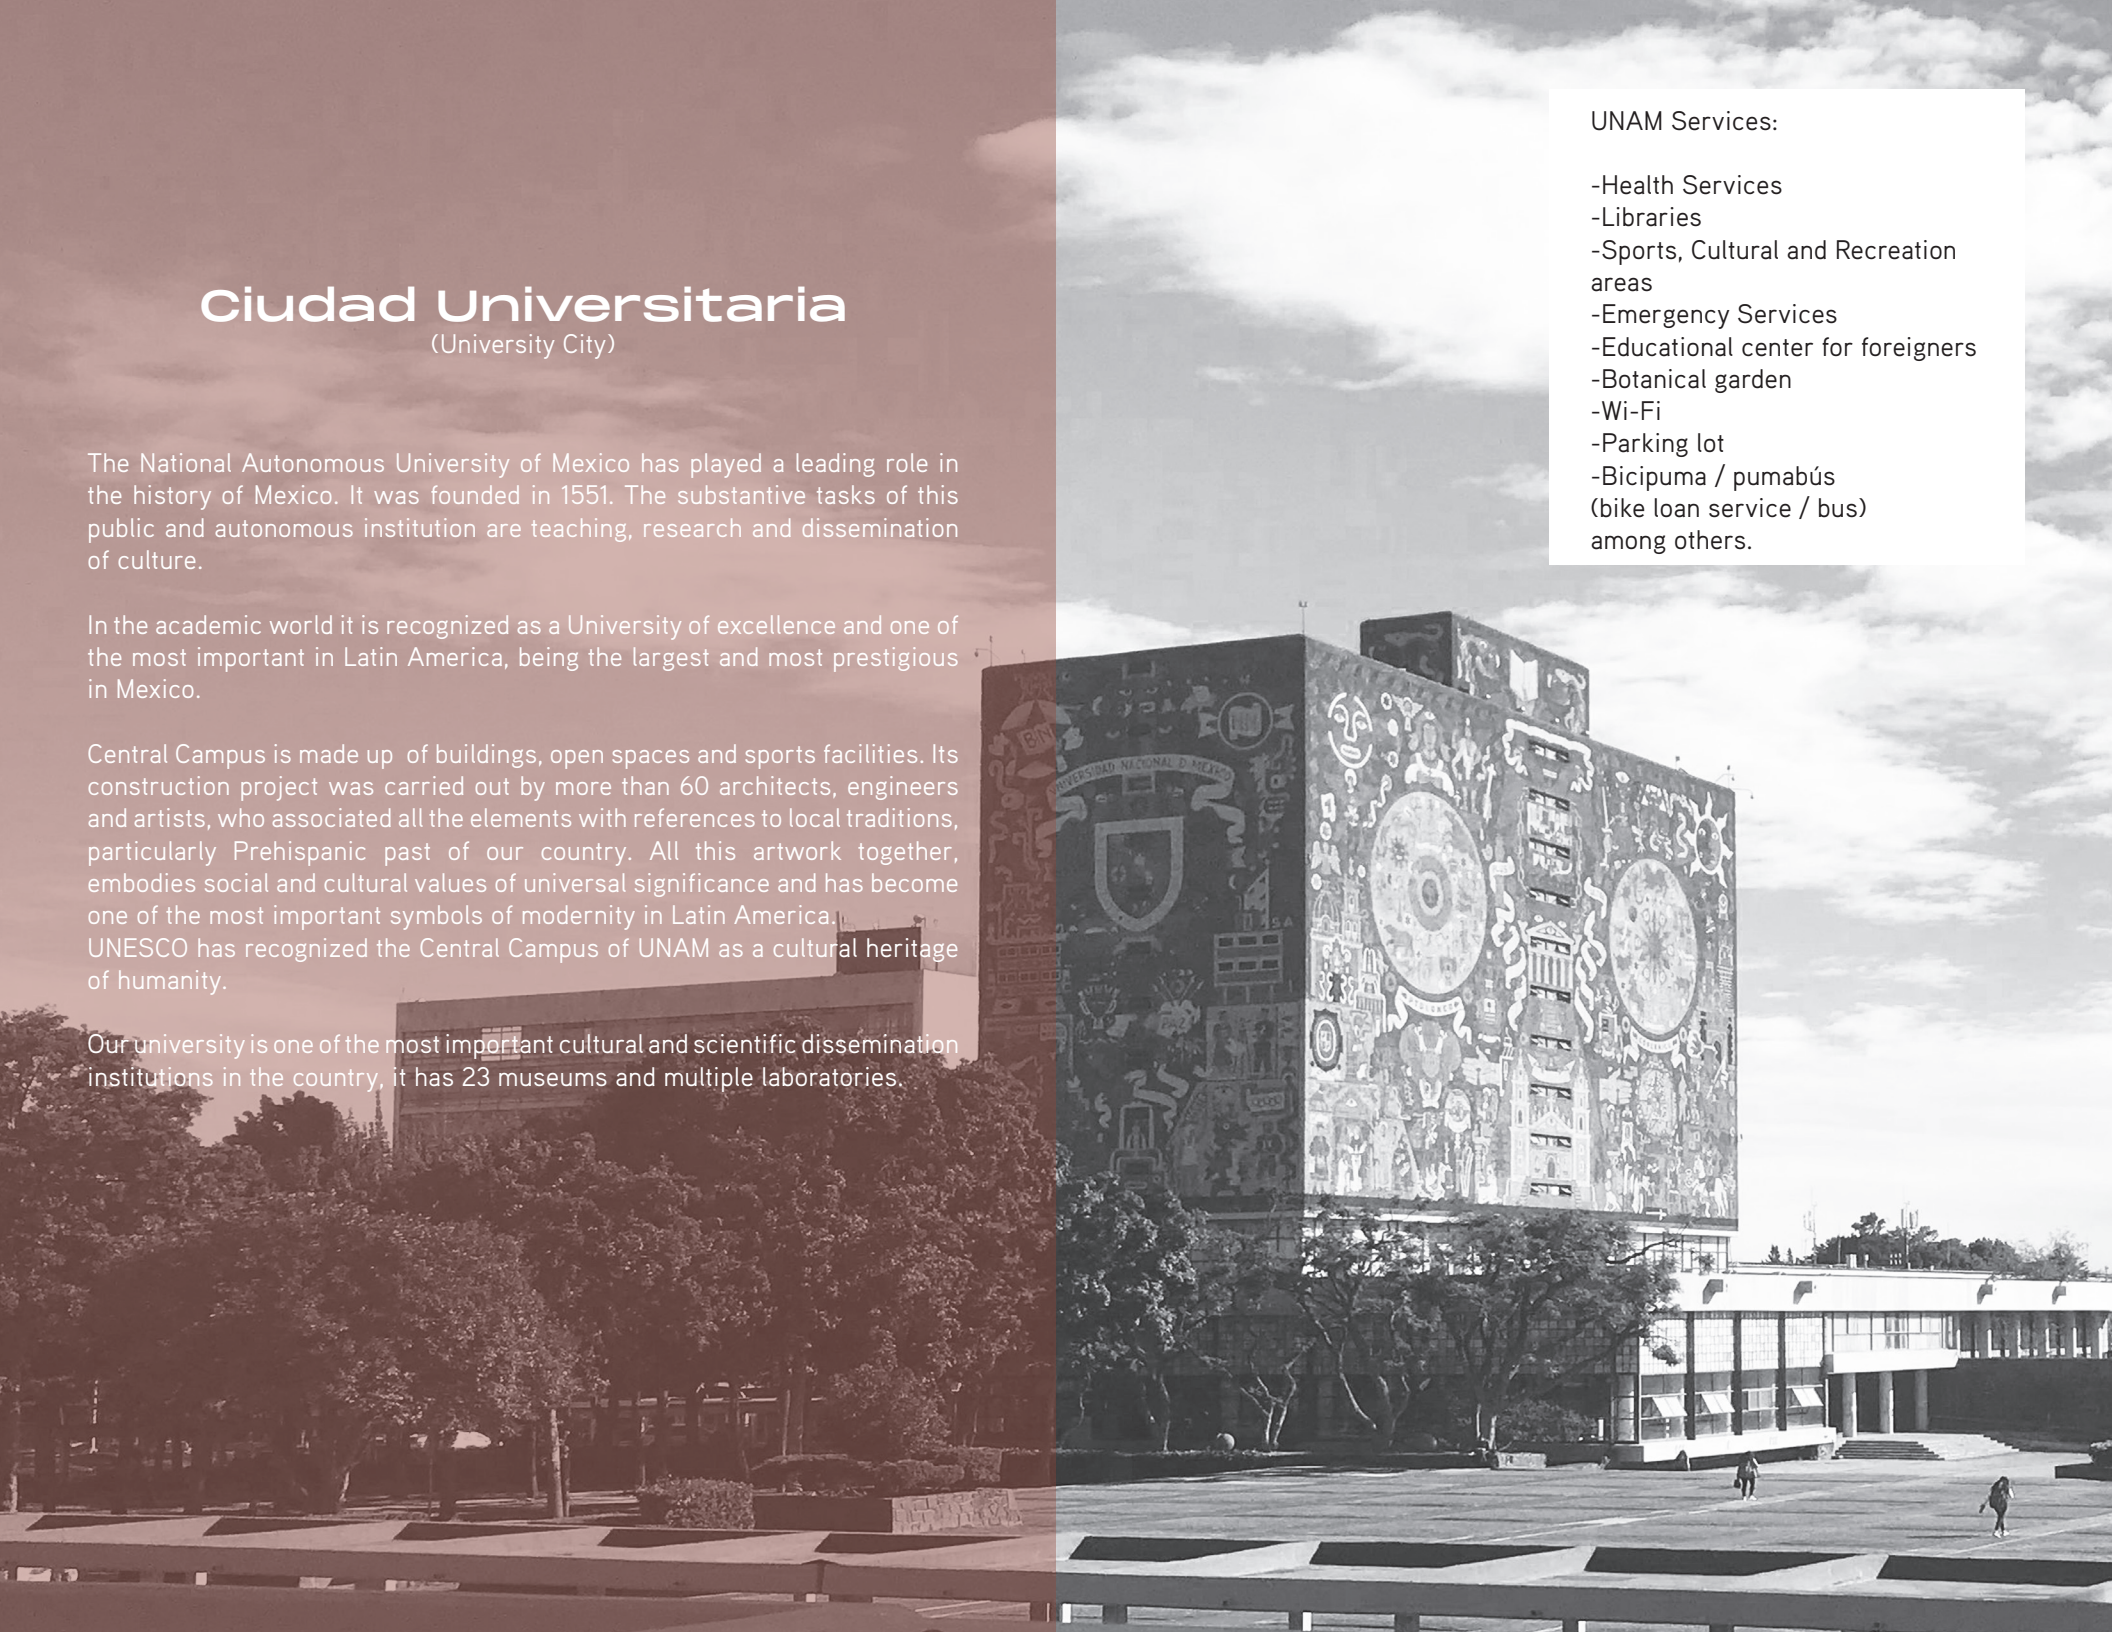 Ciudad Universitaria
(University City)
The National Autonomous University of Mexico has played a leading role in
the history of Mexico. It was founded in 1551. The substantive tasks of this
public and autonomous institution are teaching, research and dissemination
of culture.
In the academic world it is recognized as a University of excellence and one of
the most important in Latin America, being the largest and most prestigious
in Mexico.
Central Campus is made up  of buildings, open spaces and sports facilities. Its
construction project was carried out by more than 60 architects, engineers
and artists, who associated all the elements with references to local traditions,
particularly Prehispanic past of our country. All this artwork together,
embodies social and cultural values of universal significance and has become
one of the most important symbols of modernity in Latin America.
UNESCO has recognized the Central Campus of UNAM as a cultural heritage
of humanity.
Our university is one of the most important cultural and scientific dissemination
institutions in the country, it has 23 museums and multiple laboratories.
UNAM Services:
-Health Services
-Libraries
-Sports, Cultural and Recreation
areas
-Emergency Services
-Educational center for foreigners
-Botanical garden
-Wi-Fi
-Parking lot
-Bicipuma / pumabús
(bike loan service / bus)
among others.
BN
HN
UNIVERSIDAD NACIONAL D MEXICO